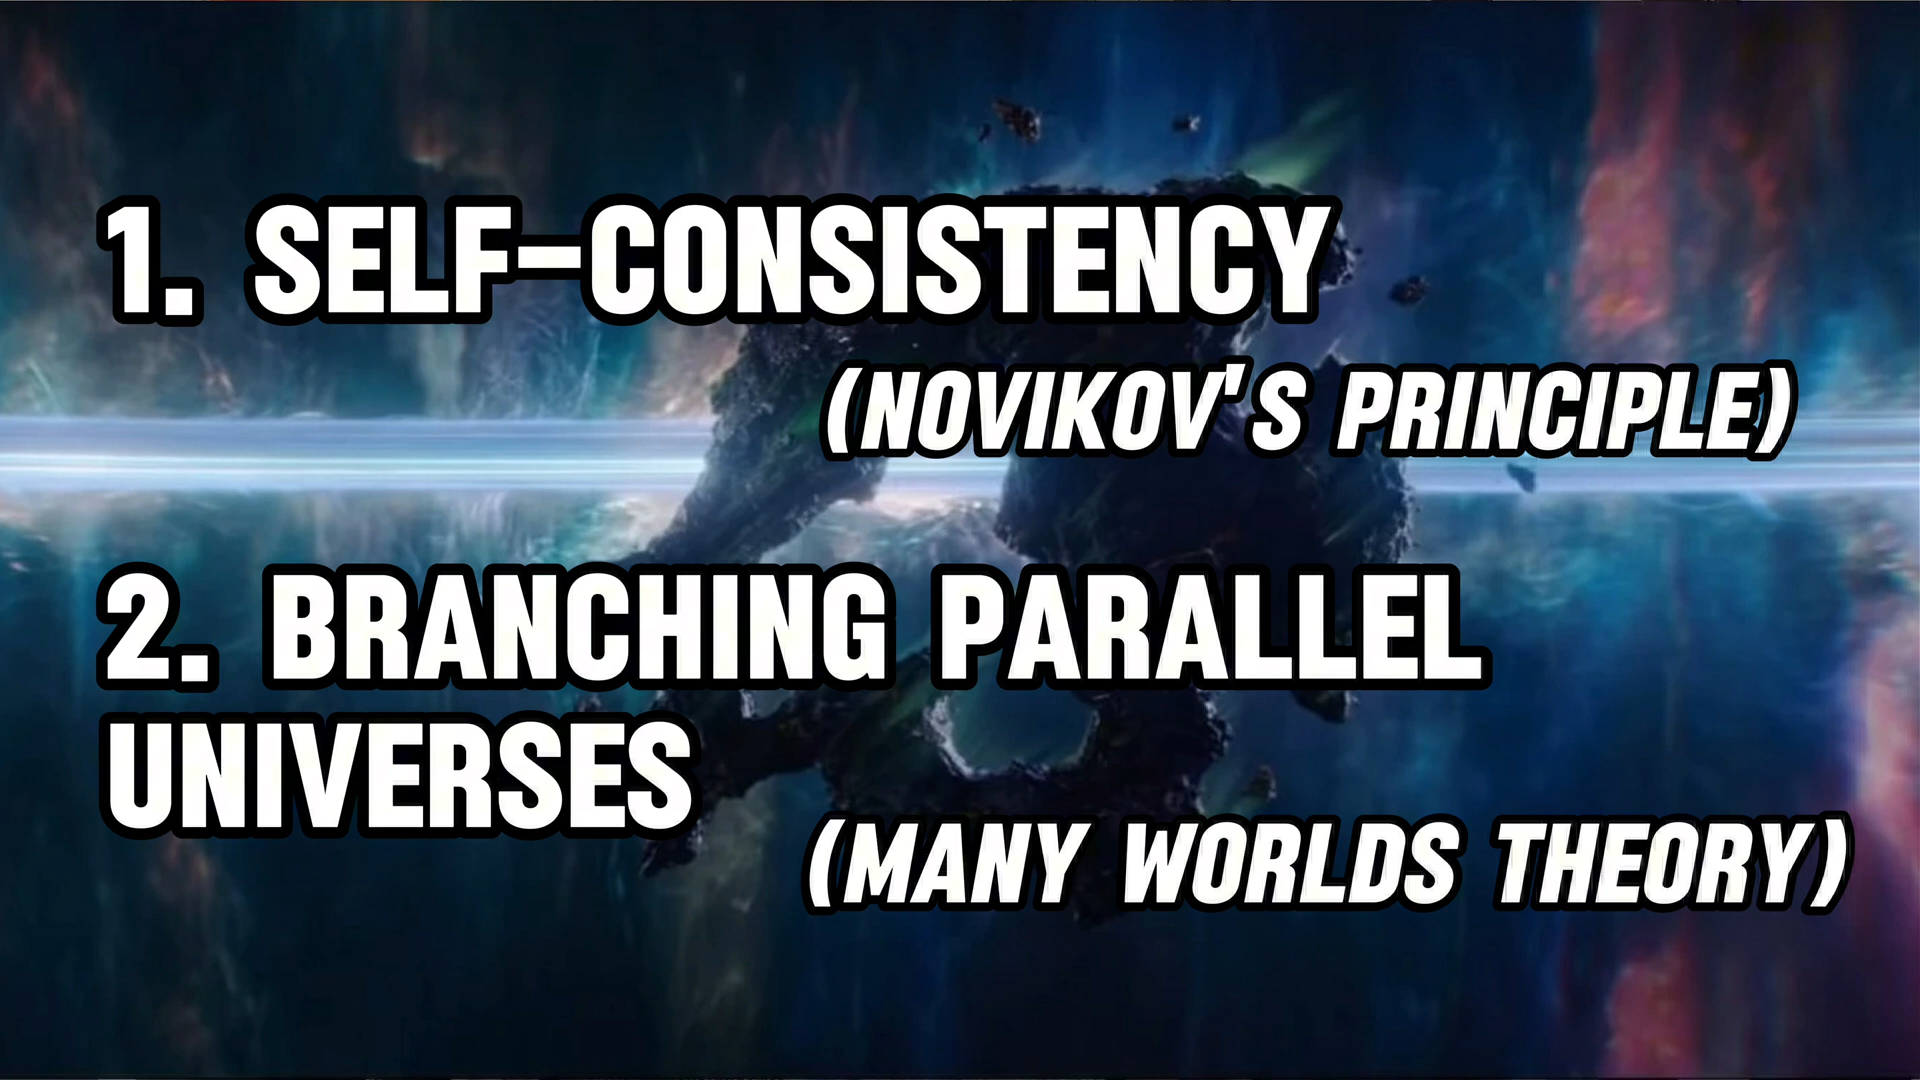 1. SELF-CONSISTENCY
(NOVIKOV'S PRINCIPLE)
2. BRANCHING PARALLEL
UNIVERSES
(MANY WORLDS THEORY)